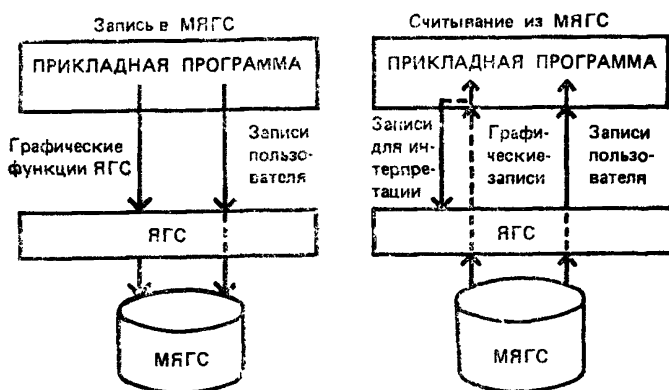 Запись в МЯГС
ПРИКЛАДНАЯ ПРОГРАММА
Графические
функции ЯГС
Записи
пользо-
вателя
ЯГС
МЯГС
Считывание из МЯГС
ПРИКЛАДНАЯ ПРОГРАММА
Записи
для ин-
терпре-
тации
Графи-
ческие-
записи
Записи
пользо-
вателя
ЯГС
МЯГС